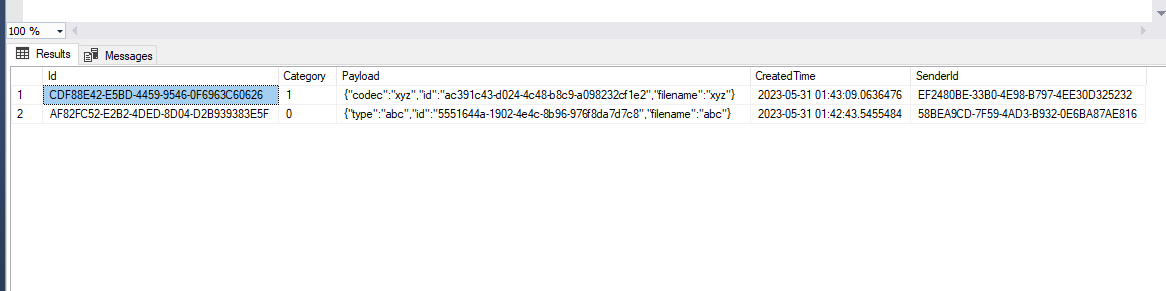 100 %
Results Messages
Id Category Payload CreatedTime SenderId
1 CDF88E42-E5BD-4459-9546-0F6963C60626 1 {"codec":"xyz","id":"ac391c43-d024-4c48-b8c9-a098232cf1e2","filename":"xyz"} 2023-05-31 01:43:09.0636476 EF2480BE-33B0-4E98-B797-4EE30D325232
2 AF82FC52-E2B2-4DED-8D04-D2B939383E5F 0 {"type":"abc","id":"5551644a-1902-4e4c-8b96-976f8da7d7c8","filename":"abc"} 2023-05-31 01:42:43.5455484 58BEA9CD-7F59-4AD3-B932-0E6BA87AE816